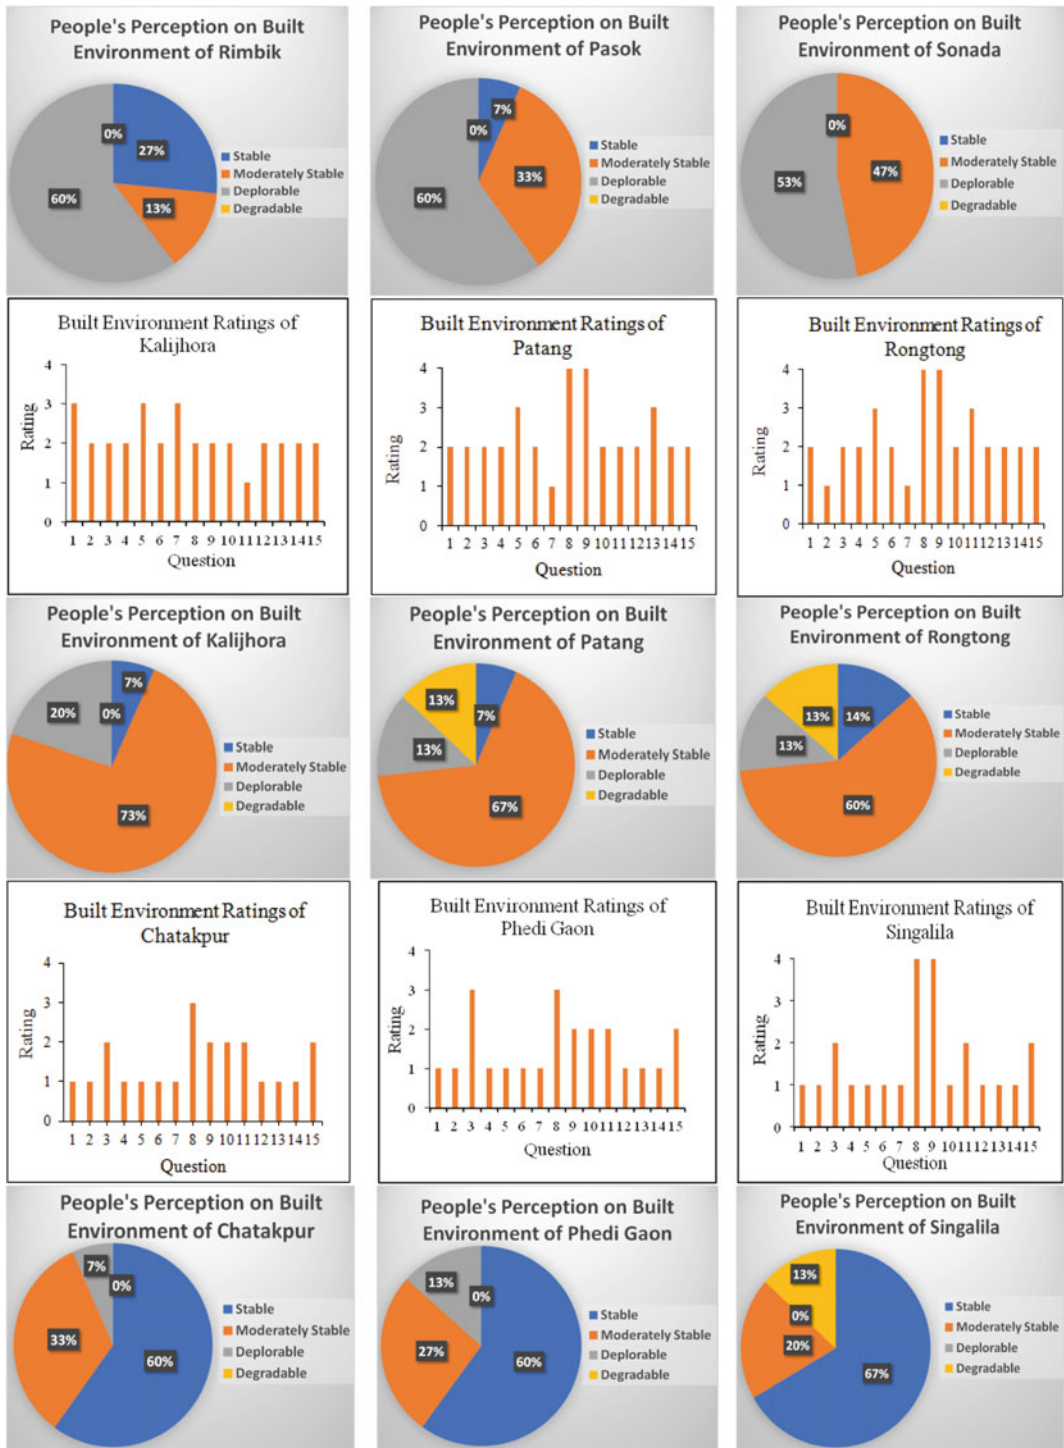 People's Perception on Built
Environment of Rimbik
0%
27%
60%
13%
Stable
Moderately Stable
Deplorable
Degradable
People's Perception on Built
Environment of Pasok
7%
0%
33%
60%
Stable
Moderately Stable
Deplorable
Degradable
People's Perception on Built
Environment of Sonada
0%
47%
53%
Stable
Moderately Stable
Deplorable
Degradable
Built Environment Ratings of
Kalijhora
Rating
4
3
2
1
0
1 2 3 4 5 6 7 8 9 10 11 12 13 14 15
Question
Built Environment Ratings of
Patang
Rating
4
3
2
1
0
1 2 3 4 5 6 7 8 9 10 11 12 13 14 15
Question
Built Environment Ratings of
Rongtong
Rating
4
3
2
1
0
1 2 3 4 5 6 7 8 9 10 11 12 13 14 15
Question
People's Perception on Built
Environment of Kalijhora
7%
20%
0%
73%
Stable
Moderately Stable
Deplorable
Degradable
People's Perception on Built
Environment of Patang
13%
7%
13%
67%
Stable
Moderately Stable
Deplorable
Degradable
People's Perception on Built
Environment of Rongtong
13%
14%
13%
60%
Stable
Moderately Stable
Deplorable
Degradable
Built Environment Ratings of
Chatakpur
Rating
4
3
2
1
0
1 2 3 4 5 6 7 8 9 10 11 12 13 14 15
Question
Built Environment Ratings of
Phedi Gaon
Rating
4
3
2
1
0
1 2 3 4 5 6 7 8 9 10 11 12 13 14 15
Question
Built Environment Ratings of
Singalila
Rating
4
3
2
1
0
1 2 3 4 5 6 7 8 9 10 11 12 13 14 15
Question
People's Perception on Built
Environment of Chatakpur
7%
0%
33%
60%
Stable
Moderately Stable
Deplorable
Degradable
People's Perception on Built
Environment of Phedi Gaon
13%
0%
27%
60%
Stable
Moderately Stable
Deplorable
Degradable
People's Perception on Built
Environment of Singalila
13%
0%
20%
67%
Stable
Moderately Stable
Deplorable
Degradable